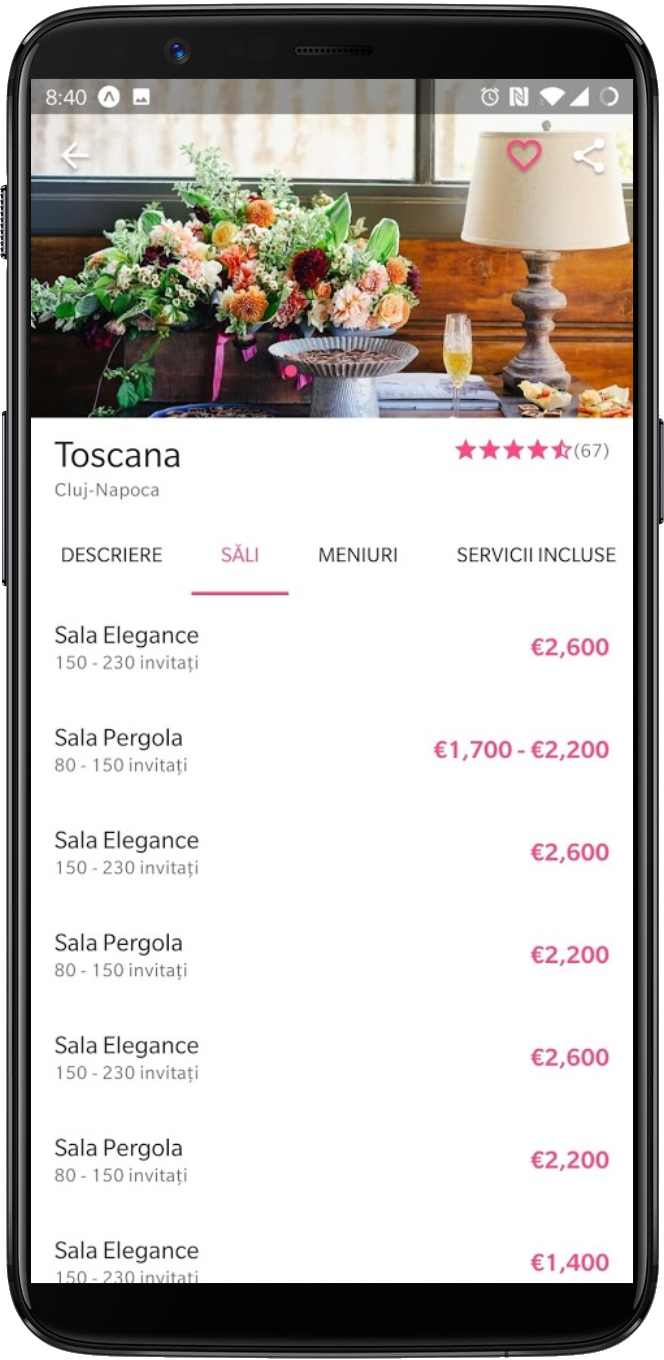 8:40
Toscana
(67)
Cluj-Napoca
DESCRIERE SĂLI MENIURI SERVICII INCLUSE
Sala Elegance
€2,600
150 - 230 invitați
Sala Pergola
€1,700 - €2,200
80 - 150 invitați
Sala Elegance
€2,600
150 - 230 invitați
Sala Pergola
€2,200
80 - 150 invitați
Sala Elegance
€2,600
150 - 230 invitați
Sala Pergola
€2,200
80 - 150 invitați
Sala Elegance
€1,400
150 - 230 invitați